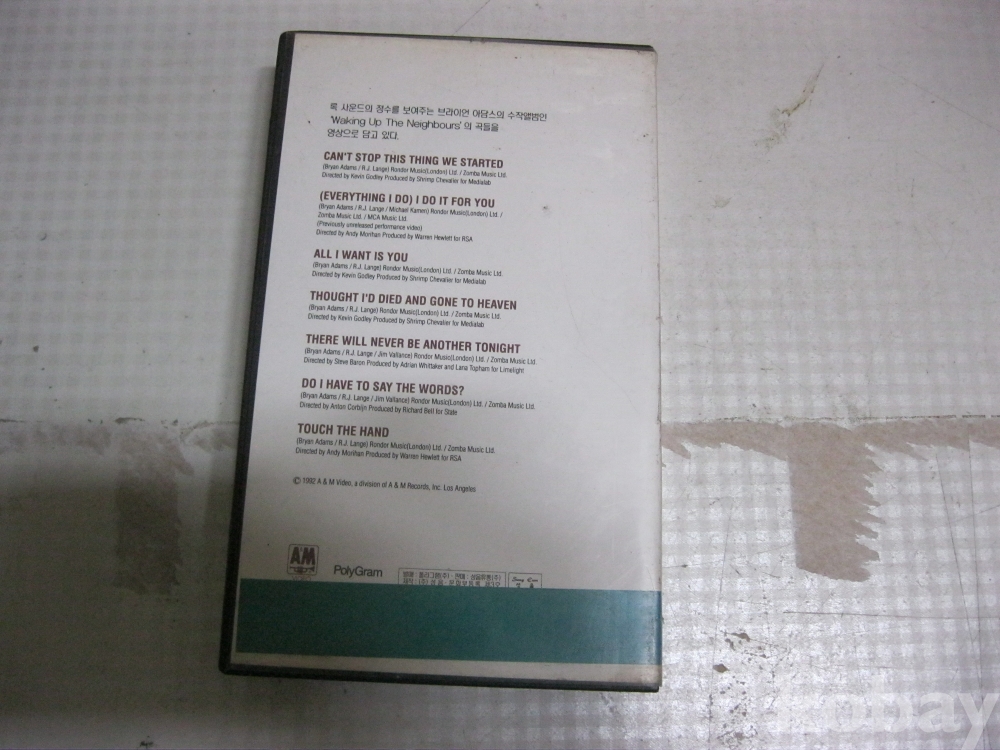 록 사운드의 정수를 보여주는 브라이언 아담스의 수작앨범인
'Waking Up The Neighbours' 의 곡들을
영상으로 담고 있다.
CAN'T STOP THIS THING WE STARTED
(Bryan Adams / R.J. Lange) Rondor Music(London) Ltd. / Zomba Music Ltd.
Directed by Kevin Godley Produced by Shrimp Chevalier for Medialab
(EVERYTHING I DO) I DO IT FOR YOU
(Bryan Adams / R.J. Lange / Michael Kamen) Rondor Music(London) Ltd. /
Zomba Music Ltd. / MCA Music Ltd.
(Previously unreleased performance video)
Directed by Andy Morihan Produced by Warren Hewlett for RSA
ALL I WANT IS YOU
(Bryan Adams / R.J. Lange) Rondor Music(London) Ltd. / Zomba Music Ltd.
Directed by Kevin Godley Produced by Shrimp Chevalier for Medialab
THOUGHT I'D DIED AND GONE TO HEAVEN
(Bryan Adams / R.J. Lange) Rondor Music(London) Ltd. / Zomba Music Ltd.
Directed by Kevin Godley Produced by Shrimp Chevalier for Medialab
THERE WILL NEVER BE ANOTHER TONIGHT
(Bryan Adams / R.J. Lange / Jim Vallance) Rondor Music(London) Ltd. / Zomba Music Ltd.
Directed by Steve Baron Produced by Adrian Whittaker and Lana Topham for Limelight
DO I HAVE TO SAY THE WORDS?
(Bryan Adams / R.J. Lange / Jim Vallance) Rondor Music(London) Ltd. / Zomba Music Ltd.
Directed by Anton Corbijn Produced by Richard Bell for State
TOUCH THE HAND
(Bryan Adams / R.J. Lange) Rondor Music(London) Ltd. / Zomba Music Ltd.
Directed by Andy Morihan Produced by Warren Hewlett for RSA
© 1992 A & M Video, a division of A & M Records, Inc. Los Angeles
A&M
PolyGram
kobay